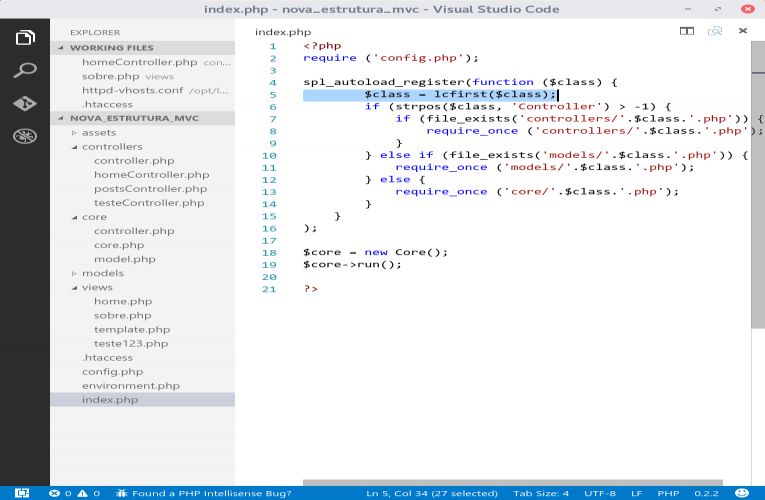 index.php - nova_estrutura_mvc - Visual Studio Code
EXPLORER
WORKING FILES
homeController.php con...
sobre.php views
httpd-vhosts.conf /opt/l...
.htaccess
NOVA_ESTRUTURA_MVC
assets
controllers
controller.php
homeController.php
postsController.php
testeController.php
core
controller.php
core.php
model.php
models
views
home.php
sobre.php
template.php
teste123.php
.htaccess
config.php
environment.php
index.php
index.php
1 <?php
2 require ('config.php');
3
4 spl_autoload_register(function ($class) {
5 $class = lcfirst($class);
6 if (strpos($class, 'Controller') > -1) {
7 if (file_exists('controllers/'.$class.'.php')) {
8 require_once ('controllers/'.$class.'.php');
9 }
10 } else if (file_exists('models/'.$class.'.php')) {
11 require_once ('models/'.$class.'.php');
12 } else {
13 require_once ('core/'.$class.'.php');
14 }
15 }
16 );
17
18 $core = new Core();
19 $core->run();
20
21 ?>
0 0 Found a PHP Intellisense Bug? Ln 5, Col 34 (27 selected) Tab Size: 4 UTF-8 LF PHP 0.2.2